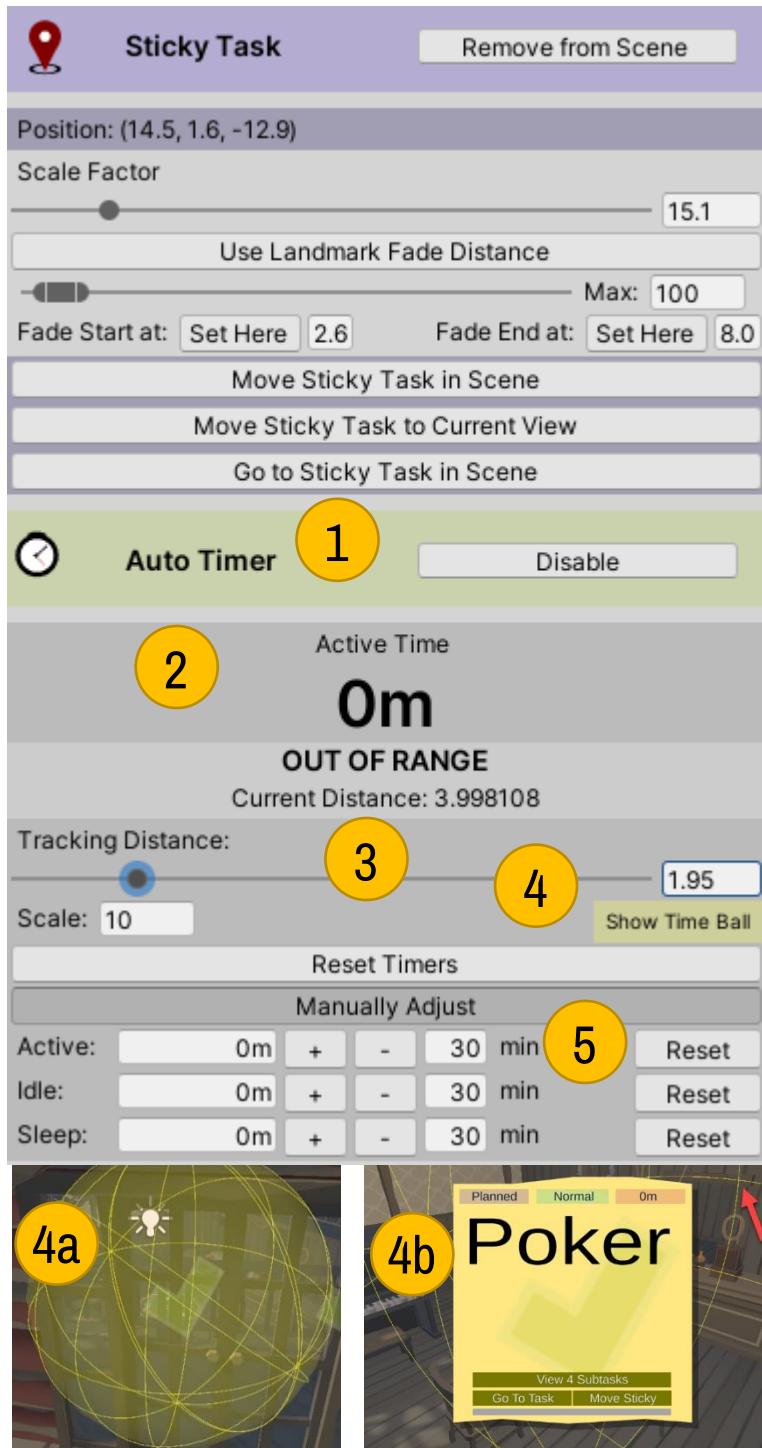 Sticky Task Remove from Scene
Position: (14.5, 1.6, -12.9)
Scale Factor
15.1
Use Landmark Fade Distance
Max: 100
Fade Start at: Set Here 2.6 Fade End at: Set Here 8.0
Move Sticky Task in Scene
Move Sticky Task to Current View
Go to Sticky Task in Scene
1
Auto Timer Disable
2
Active Time
0m
OUT OF RANGE
Current Distance: 3.998108
Tracking Distance: 3
4 1.95
Scale: 10 Show Time Ball
Reset Timers
Manually Adjust
5
Active: 0m + - 30 min Reset
Idle: 0m + - 30 min Reset
Sleep: 0m + - 30 min Reset
4a
4b
Planned Normal 0m
Poker
View 4 Subtasks
Go To Task Move Sticky